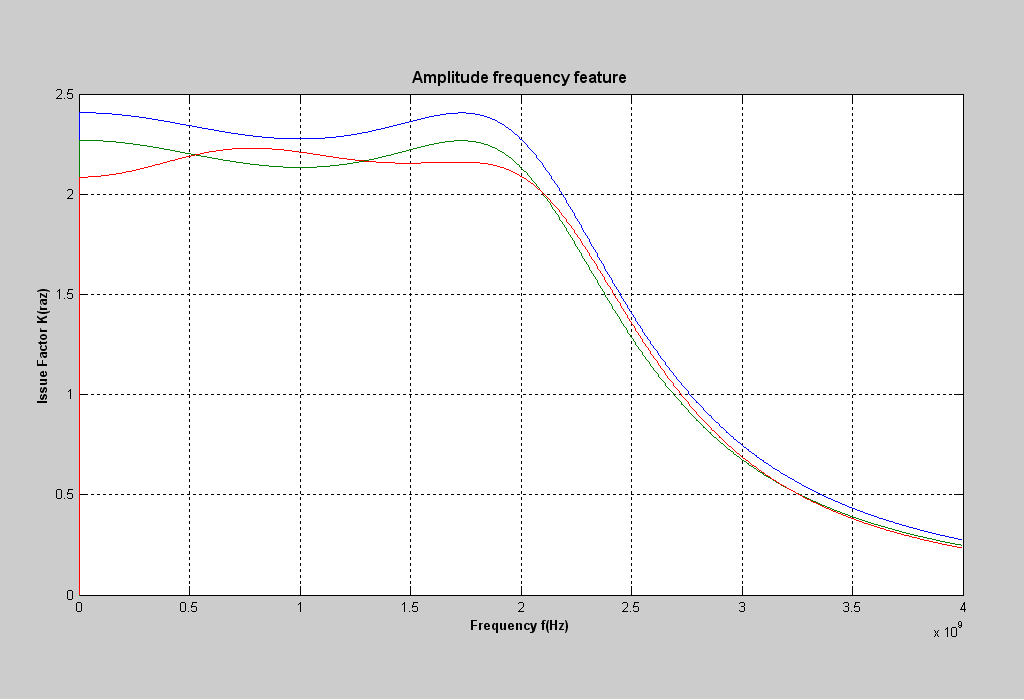 Amplitude frequency feature
2.5
2
1.5
1
0.5
0
Issue Factor K(raz)
0 0.5 1 1.5 2 2.5 3 3.5 4
Frequency f(Hz)
x 10^9